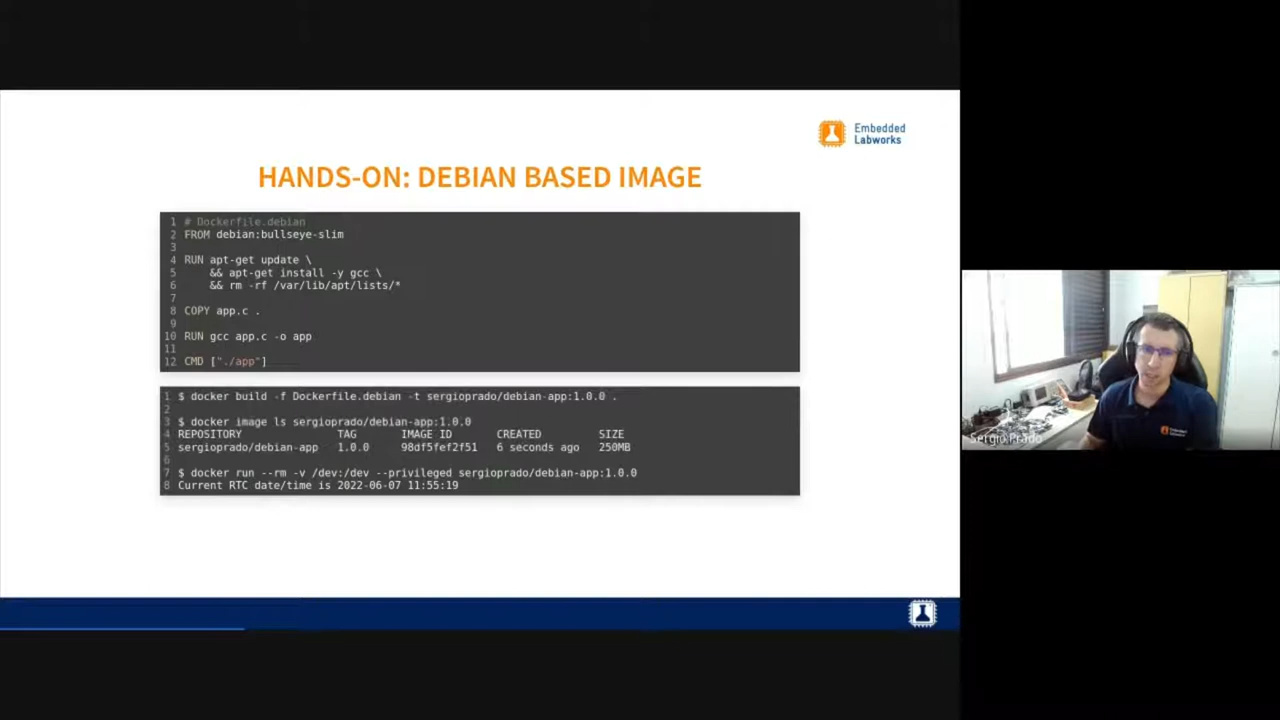 Embedded
Labworks
HANDS-ON: DEBIAN BASED IMAGE
1 # Dockerfile.debian
2 FROM debian:bullseye-slim
3
4 RUN apt-get update \
5     && apt-get install -y gcc \
6     && rm -rf /var/lib/apt/lists/*
7
8 COPY app.c .
9
10 RUN gcc app.c -o app
11
12 CMD ["./app"]
1 $ docker build -f Dockerfile.debian -t sergioprado/debian-app:1.0.0 .
2
3 $ docker image ls sergioprado/debian-app:1.0.0
4 REPOSITORY TAG IMAGE ID CREATED SIZE
5 sergioprado/debian-app 1.0.0 98df5fef2f51 6 seconds ago 250MB
6
7 $ docker run --rm -v /dev:/dev --privileged sergioprado/debian-app:1.0.0
8 Current RTC date/time is 2022-06-07 11:55:19
Sergio Prado